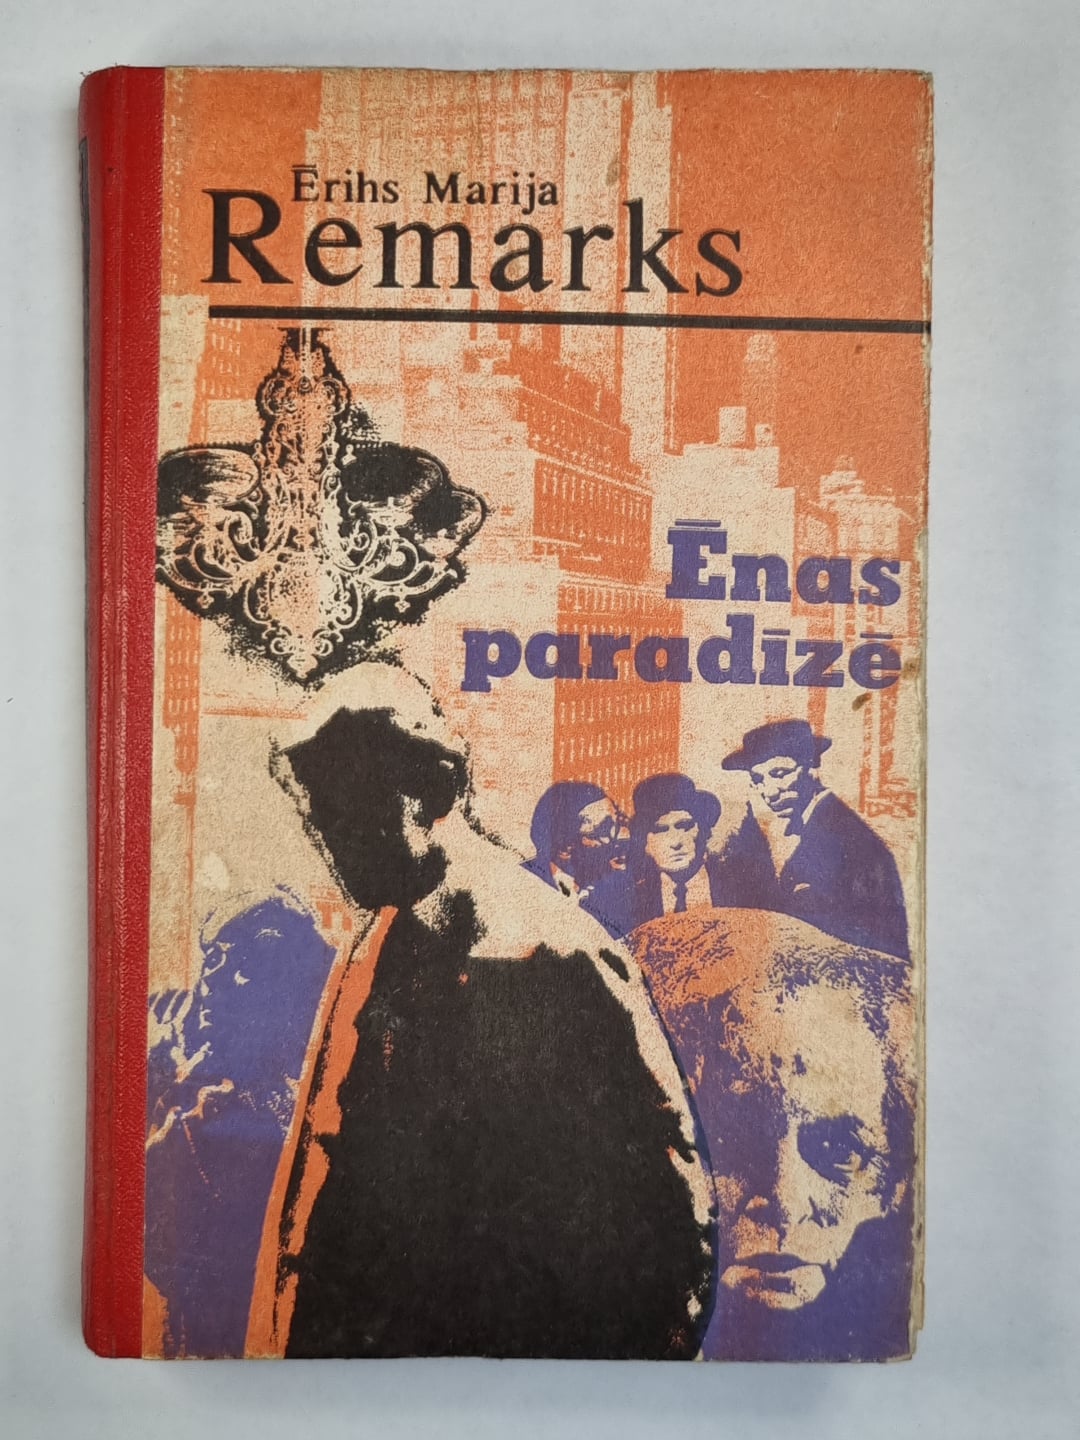 Ērihs Marija
Remarks
Ēnas
paradīzē